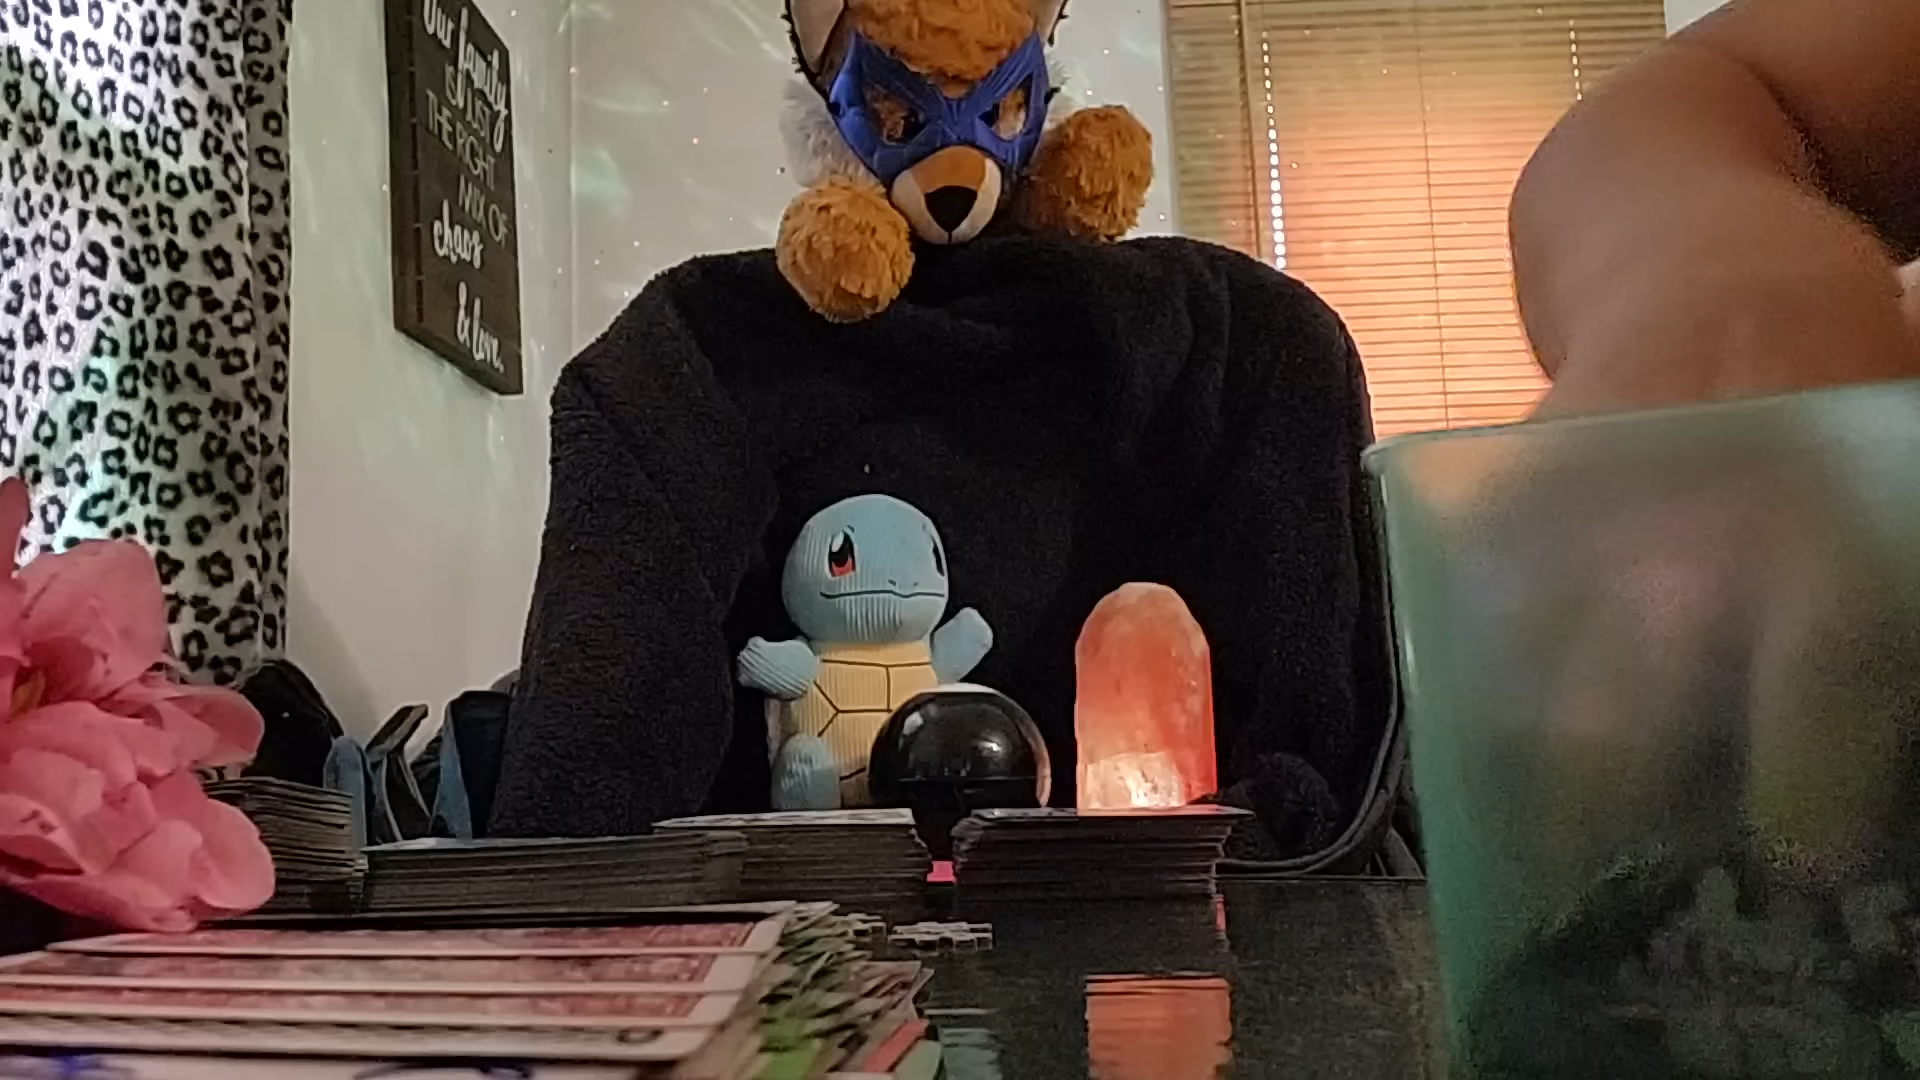 Our family
IS JUST
THE RIGHT
MIX OF
chaos
& love.